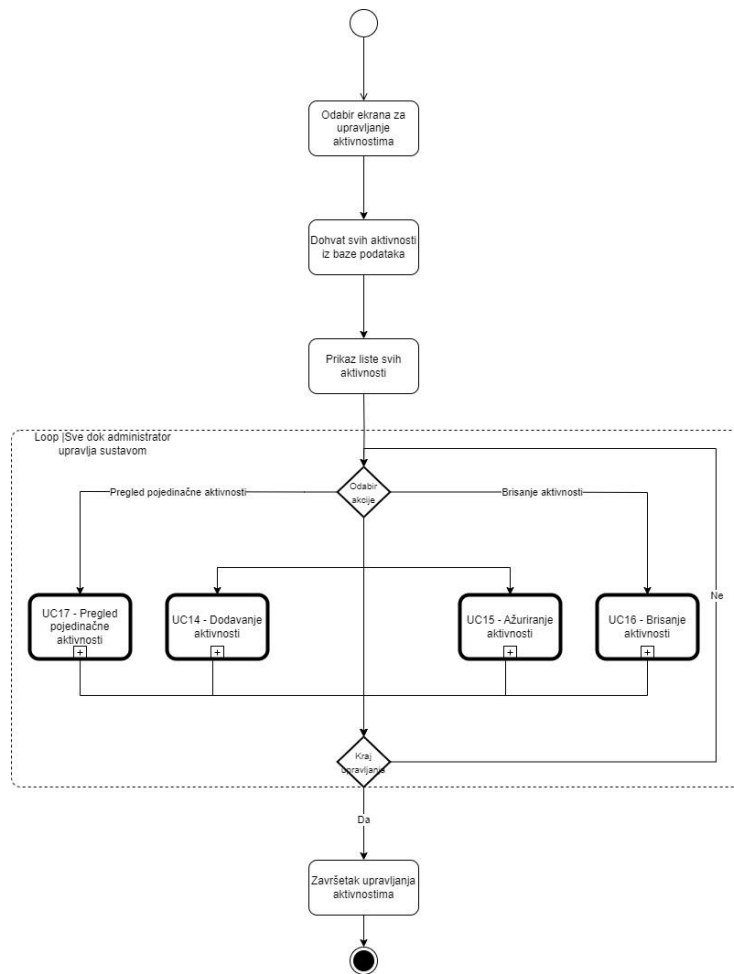 Odabir ekrana za
upravljanje
aktivnostima
Dohvat svih aktivnosti
iz baze podataka
Prikaz liste svih
aktivnosti
Loop |Sve dok administrator
upravlja sustavom
Odabir
akcije
Pregled pojedinačne aktivnosti
Brisanje aktivnosti
UC17 - Pregled
pojedinačne
aktivnosti
UC14 - Dodavanje
aktivnosti
UC15 - Ažuriranje
aktivnosti
UC16 - Brisanje
aktivnosti
Ne
Kraj
upravljanja
Da
Završetak upravljanja
aktivnostima